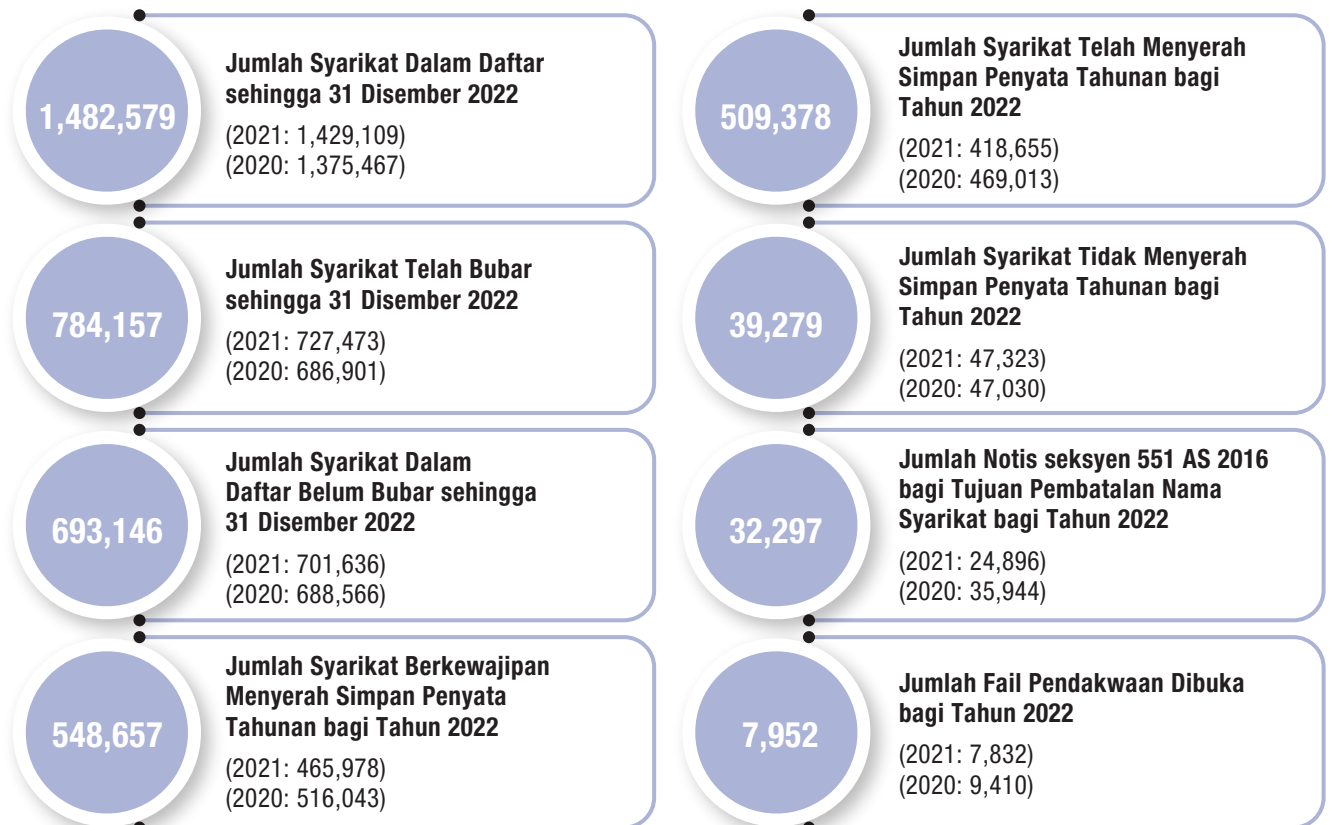 1,482,579
Jumlah Syarikat Dalam Daftar
sehingga 31 Disember 2022
(2021: 1,429,109)
(2020: 1,375,467)
784,157
Jumlah Syarikat Telah Bubar
sehingga 31 Disember 2022
(2021: 727,473)
(2020: 686,901)
693,146
Jumlah Syarikat Dalam
Daftar Belum Bubar sehingga
31 Disember 2022
(2021: 701,636)
(2020: 688,566)
548,657
Jumlah Syarikat Berkewajipan
Menyerah Simpan Penyata
Tahunan bagi Tahun 2022
(2021: 465,978)
(2020: 516,043)
509,378
Jumlah Syarikat Telah Menyerah
Simpan Penyata Tahunan bagi
Tahun 2022
(2021: 418,655)
(2020: 469,013)
39,279
Jumlah Syarikat Tidak Menyerah
Simpan Penyata Tahunan bagi
Tahun 2022
(2021: 47,323)
(2020: 47,030)
32,297
Jumlah Notis seksyen 551 AS 2016
bagi Tujuan Pembatalan Nama
Syarikat bagi Tahun 2022
(2021: 24,896)
(2020: 35,944)
7,952
Jumlah Fail Pendakwaan Dibuka
bagi Tahun 2022
(2021: 7,832)
(2020: 9,410)